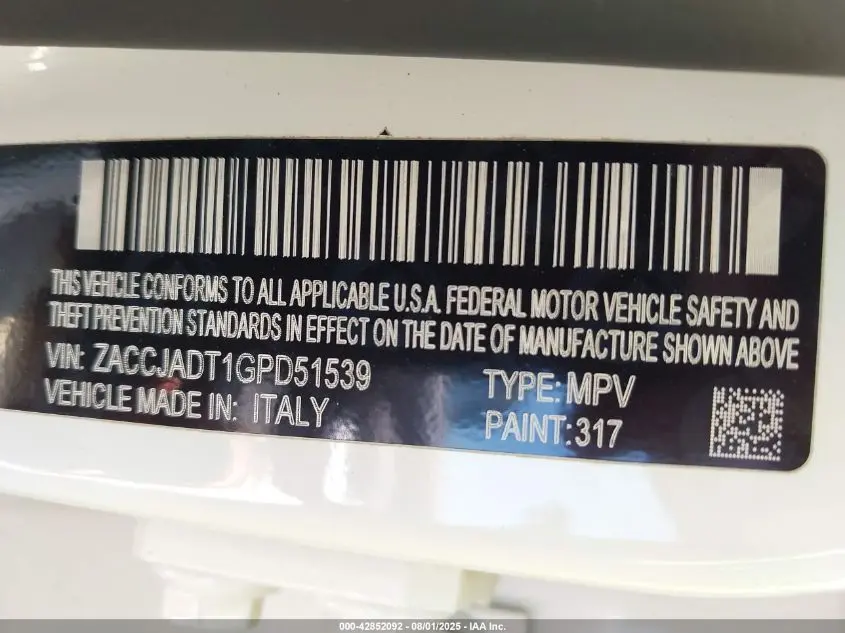 THIS VEHICLE CONFORMS TO ALL APPLICABLE U.S.A. FEDERAL MOTOR VEHICLE SAFETY AND
THEFT PREVENTION STANDARDS IN EFFECT ON THE DATE OF MANUFACTURE SHOWN ABOVE
VIN: ZACCJADT1GPD51539
TYPE: MPV
VEHICLE MADE IN: ITALY
PAINT: 317
000-42852092 - 08/01/2025 - IAA Inc.